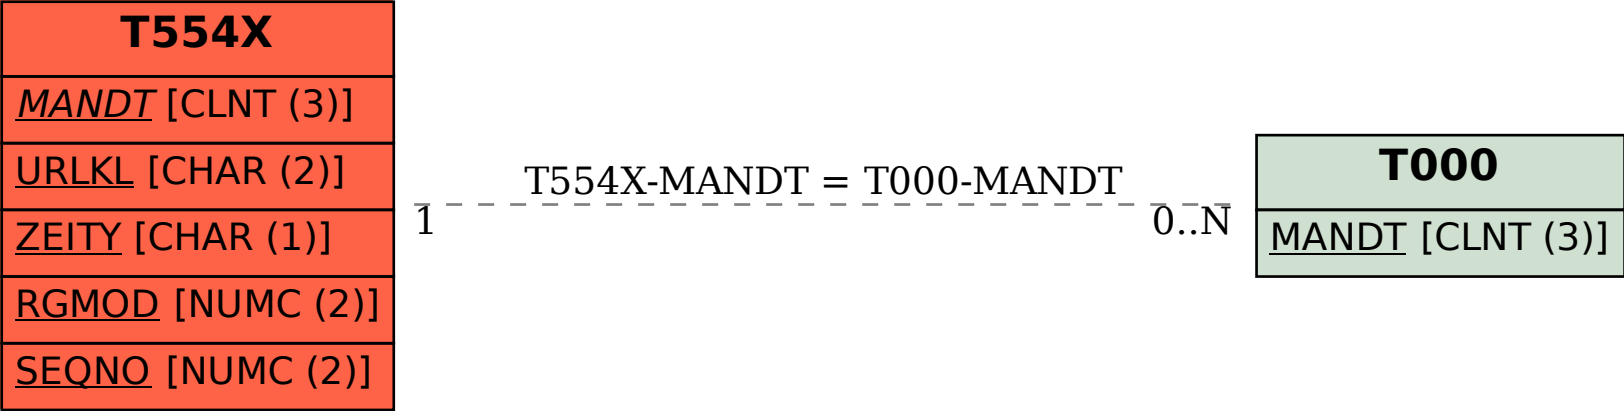 T554X
MANDT [CLNT (3)]
URLKL [CHAR (2)]
ZEITY [CHAR (1)]
RGMOD [NUMC (2)]
SEQNO [NUMC (2)]
T554X-MANDT = T000-MANDT
1
0..N
T000
MANDT [CLNT (3)]